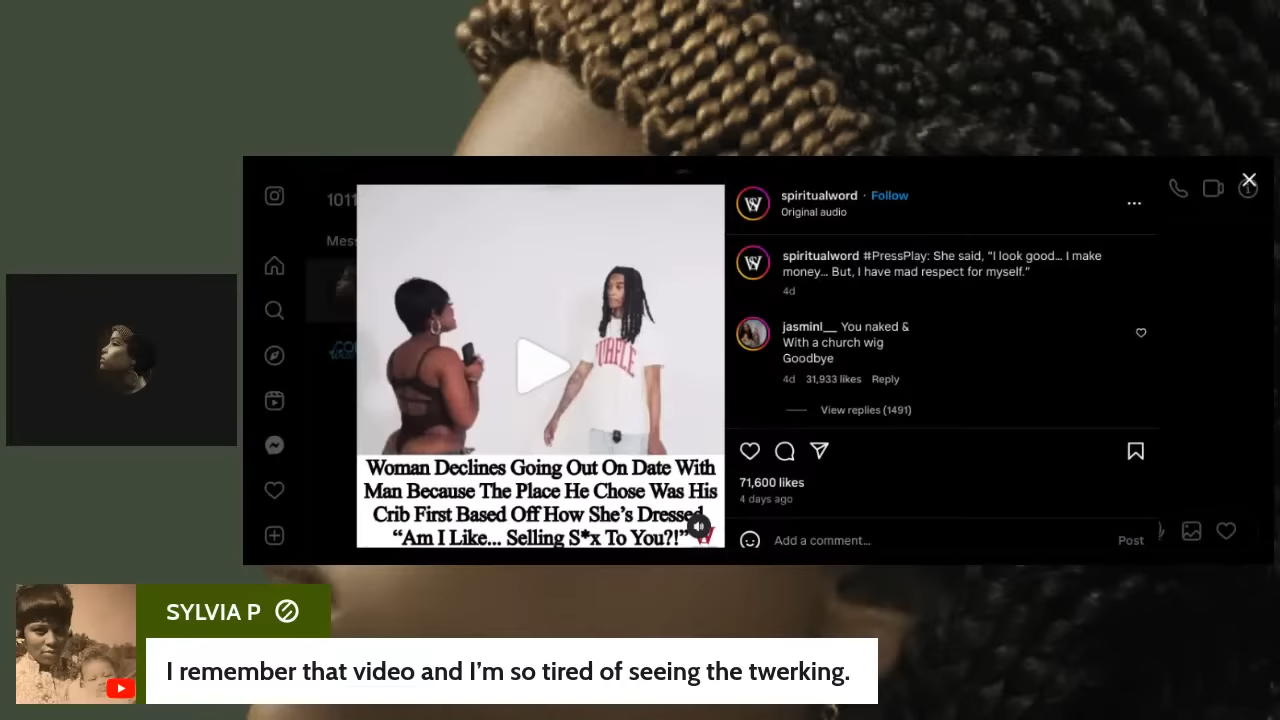 1011
Mess
Woman Declines Going Out On Date With
Man Because The Place He Chose Was His
Crib First Based Off How She's Dressed
“Am I Like... Selling S*x To You?!”
spiritualword · Follow
Original audio
spiritualword #PressPlay: She said, “I look good… I make
money… But, I have mad respect for myself.”
4d
jasminl__ You naked &
With a church wig
Goodbye
4d 31,933 likes Reply
View replies (1491)
71,600 likes
4 days ago
Add a comment... Post
SYLVIA P
I remember that video and I’m so tired of seeing the twerking.